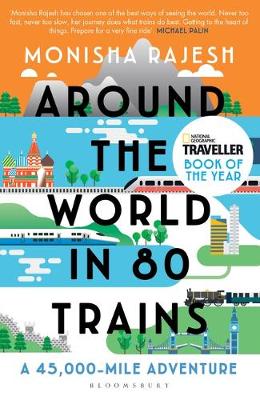 'Monisha Rajesh has chosen one of the best ways of seeing the world. Never too
fast, never too slow, her journey does what trains do best. Getting to the heart of
things. Prepare for a very fine ride' MICHAEL PALIN
MONISHA RAJESH
AROUND
THE
WORLD
IN 80
TRAINS
NATIONAL
GEOGRAPHIC
TRAVELLER
BOOK OF
THE YEAR
A 45,000-MILE ADVENTURE
BLOOMSBURY